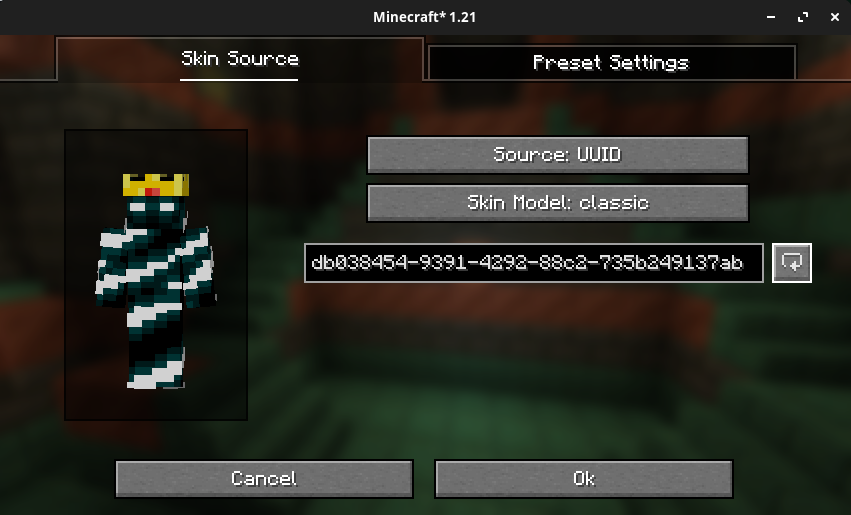 Minecraft* 1.21
Skin Source
Preset Settings
Source: UUID
Skin Model: classic
db038454-9391-4292-88c2-735b249137ab
Cancel
Ok